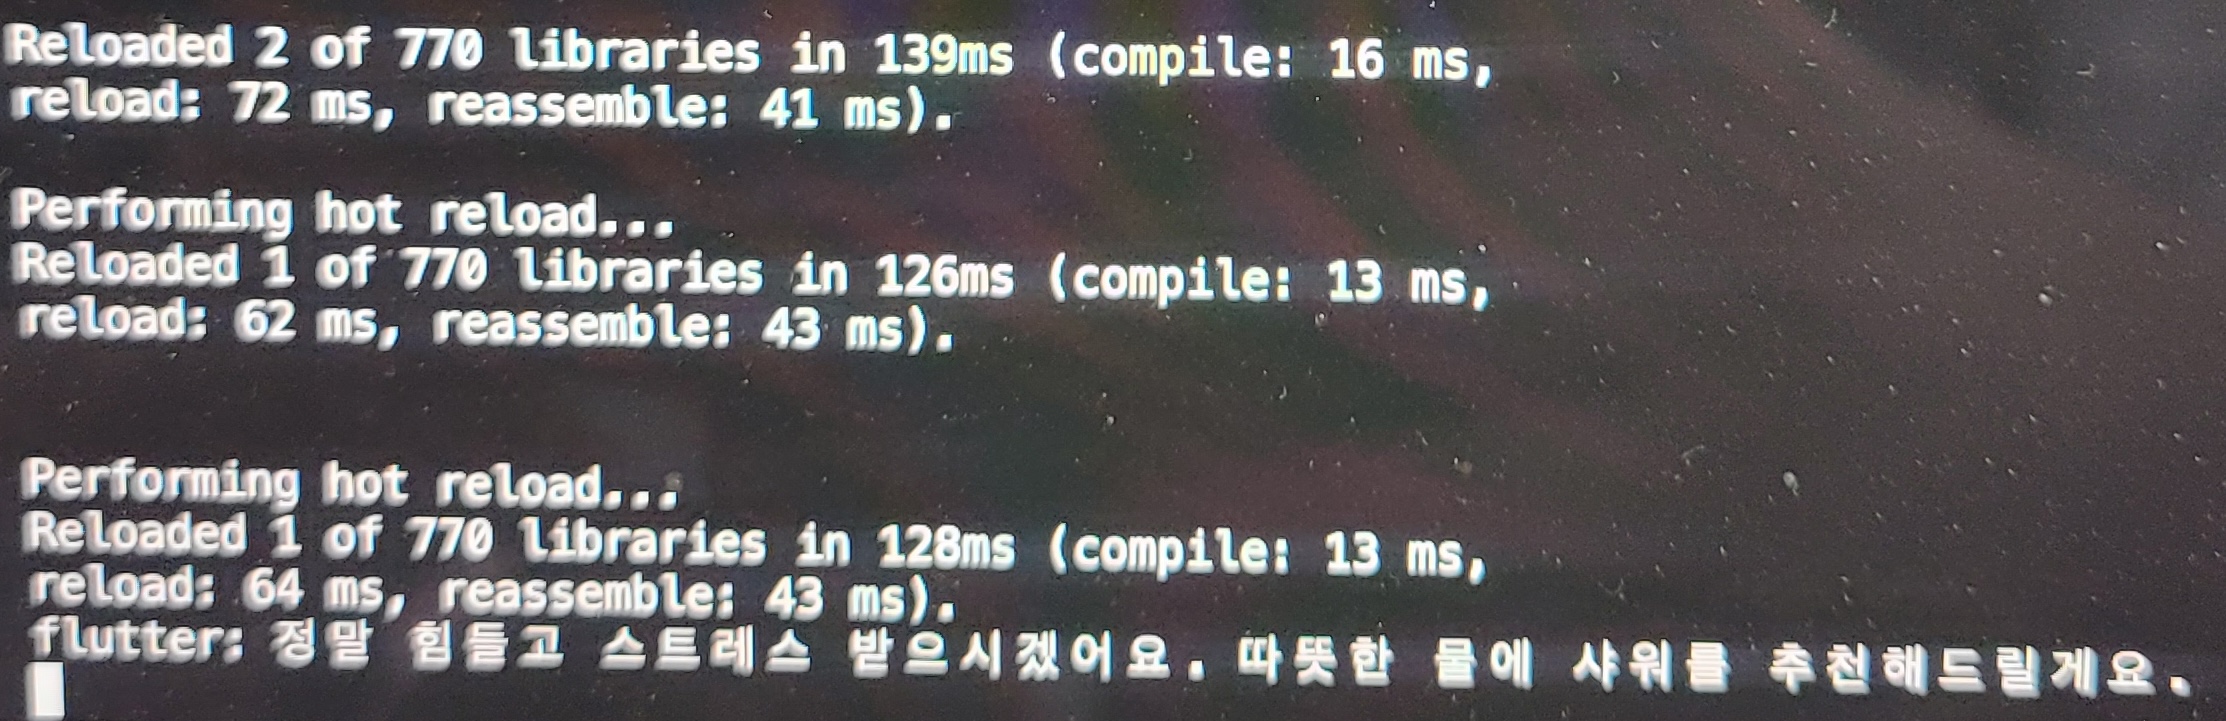 Reloaded 2 of 770 libraries in 139ms (compile: 16 ms,
reload: 72 ms, reassemble: 41 ms).
Performing hot reload...
Reloaded 1 of 770 libraries in 126ms (compile: 13 ms,
reload: 62 ms, reassemble: 43 ms).
Performing hot reload...
Reloaded 1 of 770 libraries in 128ms (compile: 13 ms,
reload: 64 ms, reassemble: 43 ms).
flutter: 정말 힘들고 스트레스 받으시겠어요. 따뜻한 물에 샤워를 추천해드릴게요.